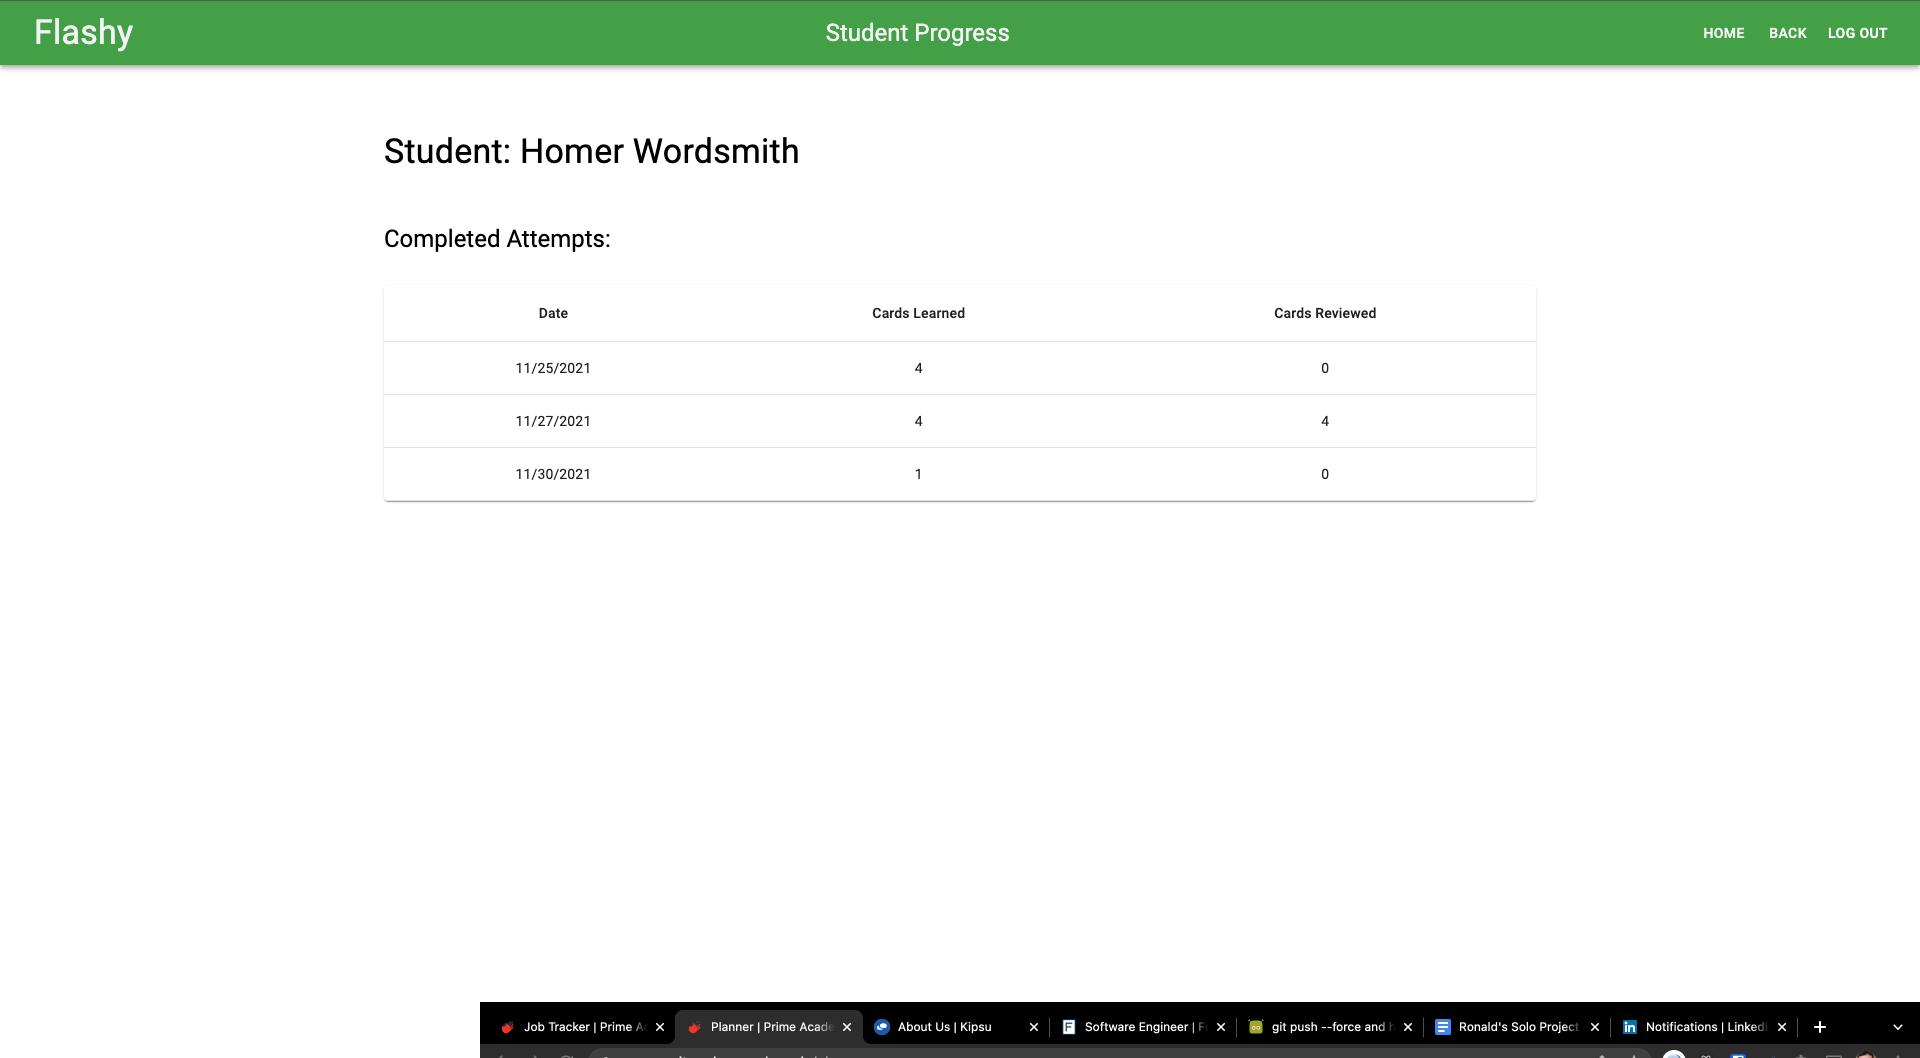 Flashy
Student Progress
HOME BACK LOG OUT
Student: Homer Wordsmith
Completed Attempts:
Date Cards Learned Cards Reviewed
11/25/2021 4 0
11/27/2021 4 4
11/30/2021 1 0
Job Tracker | Prime Planner | Prime Acade About Us | Kipsu Software Engineer | git push --force and Ronald's Solo Project Notifications | Linked